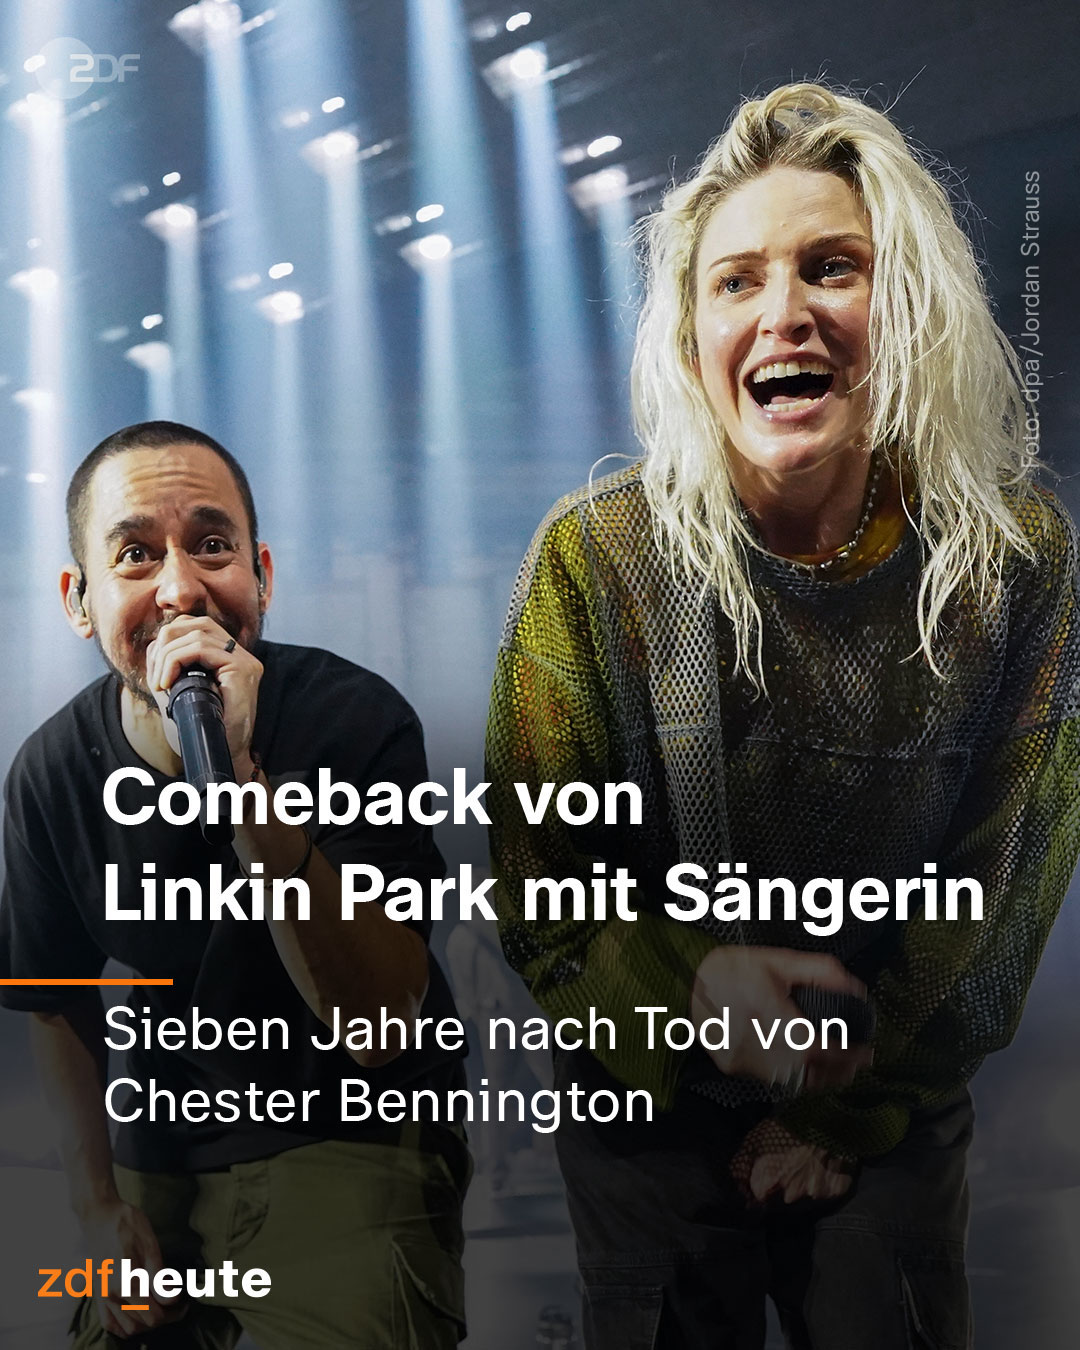 ZDF
Foto: dpa/Jordan Strauss
Comeback von
Linkin Park mit Sängerin
Sieben Jahre nach Tod von
Chester Bennington
zdfheute